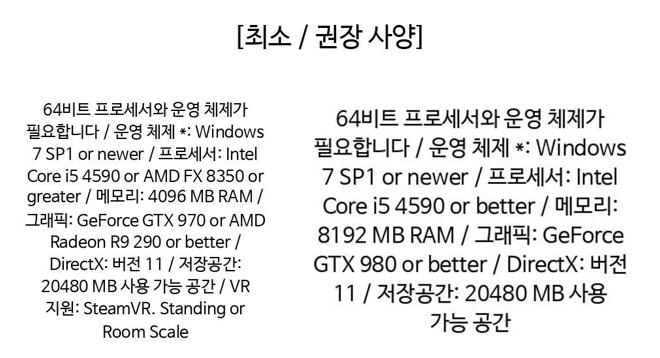 [최소 / 권장 사양]
64비트 프로세서와 운영 체제가
필요합니다 / 운영 체제 *: Windows
7 SP1 or newer / 프로세서: Intel
Core i5 4590 or AMD FX 8350 or
greater / 메모리: 4096 MB RAM /
그래픽: GeForce GTX 970 or AMD
Radeon R9 290 or better /
DirectX: 버전 11 / 저장공간:
20480 MB 사용 가능 공간 / VR
지원: SteamVR. Standing or
Room Scale
64비트 프로세서와 운영 체제가
필요합니다 / 운영 체제 *: Windows
7 SP1 or newer / 프로세서: Intel
Core i5 4590 or better / 메모리:
8192 MB RAM / 그래픽: GeForce
GTX 980 or better / DirectX: 버전
11 / 저장공간: 20480 MB 사용
가능 공간